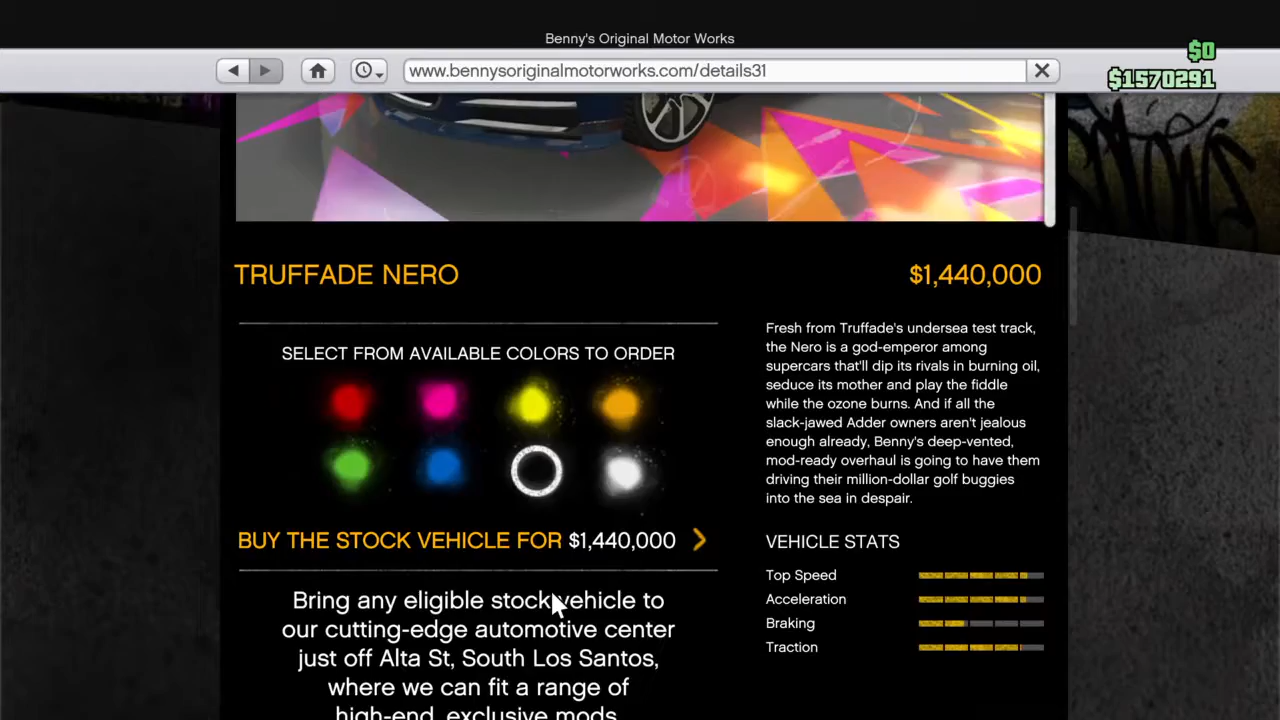 Benny's Original Motor Works
$0
www.bennysoriginalmotorworks.com/details31
$1570291
TRUFFADE NERO
$1,440,000
SELECT FROM AVAILABLE COLORS TO ORDER
BUY THE STOCK VEHICLE FOR $1,440,000
Bring any eligible stock vehicle to
our cutting-edge automotive center
just off Alta St, South Los Santos,
where we can fit a range of
high-end, exclusive mods
Fresh from Truffade's undersea test track,
the Nero is a god-emperor among
supercars that'll dip its rivals in burning oil,
seduce its mother and play the fiddle
while the ozone burns. And if all the
slack-jawed Adder owners aren't jealous
enough already, Benny's deep-vented,
mod-ready overhaul is going to have them
driving their million-dollar golf buggies
into the sea in despair.
VEHICLE STATS
Top Speed
Acceleration
Braking
Traction